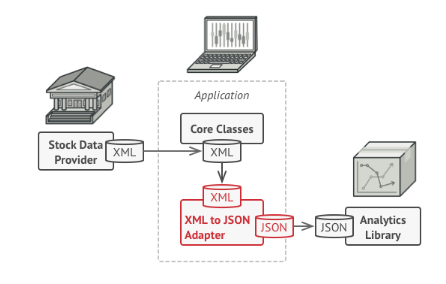 Application
Stock Data
Provider
XML
Core Classes
XML
XML
XML to JSON
Adapter
JSON
JSON
Analytics
Library